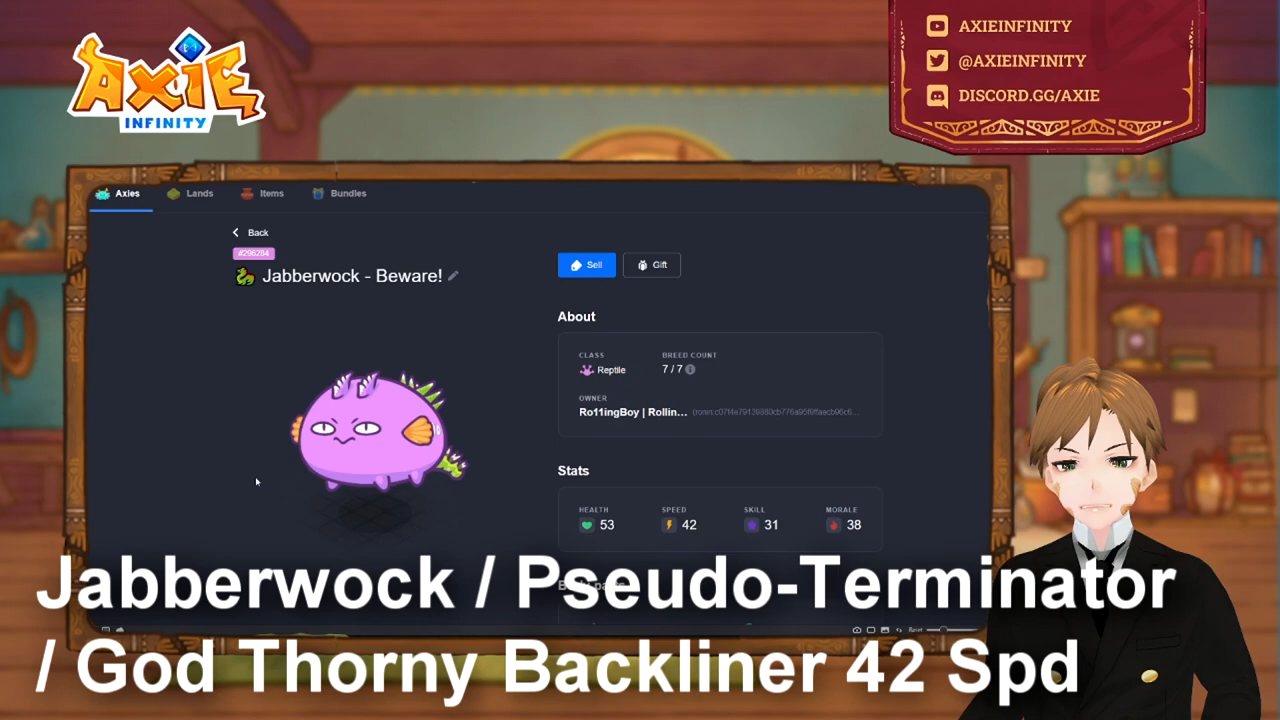 AXIE
INFINITY
AXIEINFINITY
@AXIEINFINITY
DISCORD.GG/AXIE
Axies Lands Items Bundles
Back
#296284
Jabberwock - Beware!
Sell Gift
About
CLASS BREED COUNT
Reptile 7 / 7
OWNER
Ro11ingBoy | Rollin...
Stats
HEALTH SPEED SKILL MORALE
53 42 31 38
Jabberwock / Pseudo-Terminator
/ God Thorny Backliner 42 Spd